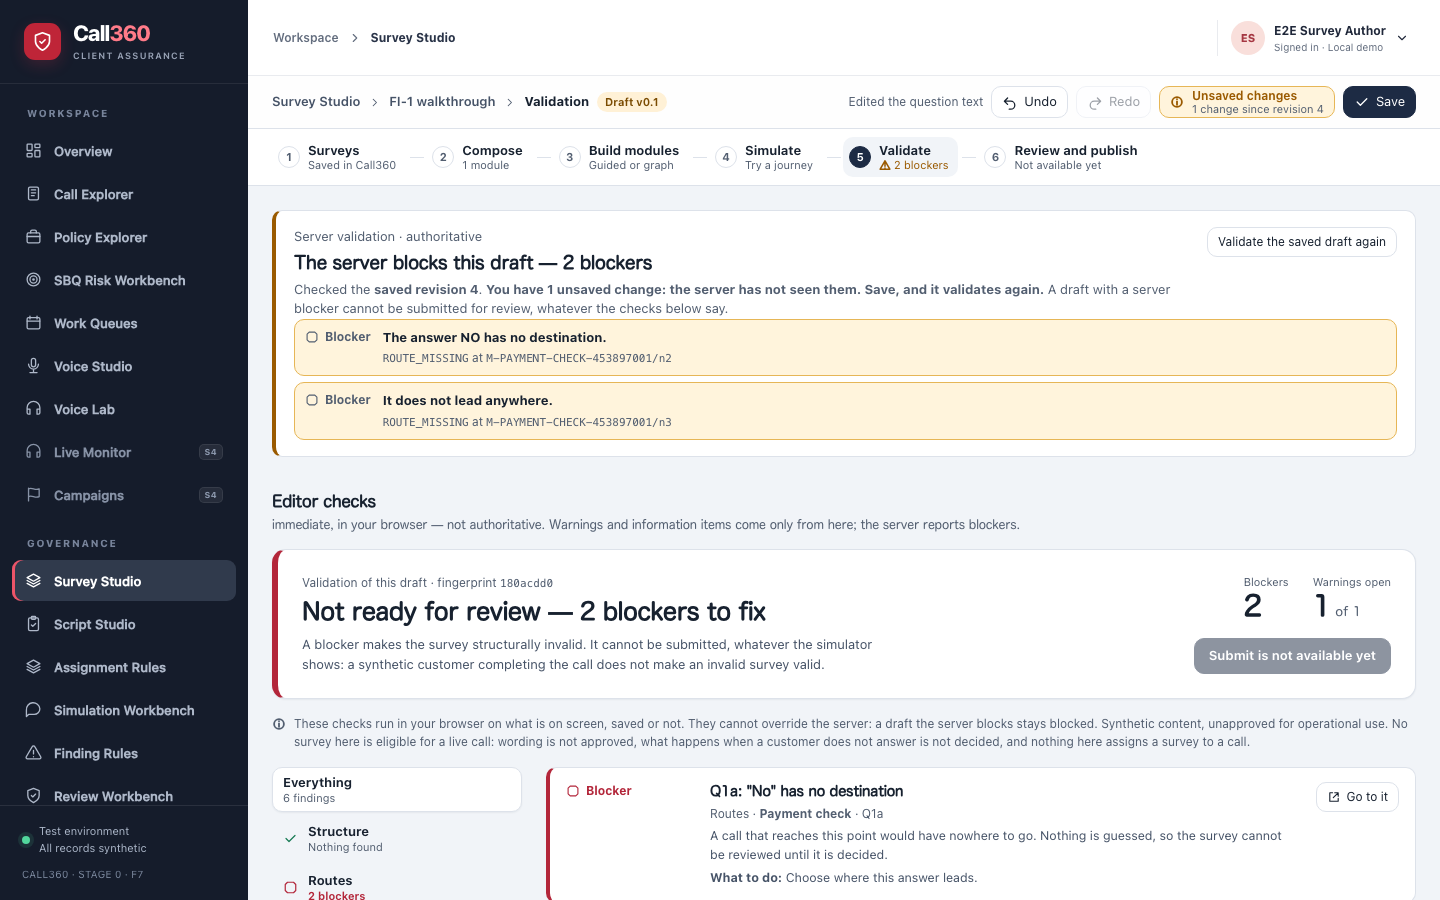 Call360
CLIENT ASSURANCE
WORKSPACE
Overview
Call Explorer
Policy Explorer
SBQ Risk Workbench
Work Queues
Voice Studio
Voice Lab
Live Monitor S4
Campaigns S4
GOVERNANCE
Survey Studio
Script Studio
Assignment Rules
Simulation Workbench
Finding Rules
Review Workbench
Test environment
All records synthetic
CALL360 · STAGE 0 · F7
Workspace > Survey Studio
ES
E2E Survey Author
Signed in · Local demo
Survey Studio > FI-1 walkthrough > Validation Draft v0.1
Edited the question text
Undo
Redo
Unsaved changes
1 change since revision 4
Save
1 Surveys
Saved in Call360
2 Compose
1 module
3 Build modules
Guided or graph
4 Simulate
Try a journey
5 Validate
2 blockers
6 Review and publish
Not available yet
Server validation · authoritative
Validate the saved draft again
The server blocks this draft — 2 blockers
Checked the saved revision 4. You have 1 unsaved change: the server has not seen them. Save, and it validates again. A draft with a server
blocker cannot be submitted for review, whatever the checks below say.
Blocker The answer NO has no destination.
ROUTE_MISSING at M-PAYMENT-CHECK-453897001/n2
Blocker It does not lead anywhere.
ROUTE_MISSING at M-PAYMENT-CHECK-453897001/n3
Editor checks
immediate, in your browser — not authoritative. Warnings and information items come only from here; the server reports blockers.
Validation of this draft · fingerprint 180acdd0
Not ready for review — 2 blockers to fix
A blocker makes the survey structurally invalid. It cannot be submitted, whatever the simulator
shows: a synthetic customer completing the call does not make an invalid survey valid.
Blockers
2
Warnings open
1 of 1
Submit is not available yet
These checks run in your browser on what is on screen, saved or not. They cannot override the server: a draft the server blocks stays blocked. Synthetic content, unapproved for operational use. No
survey here is eligible for a live call: wording is not approved, what happens when a customer does not answer is not decided, and nothing here assigns a survey to a call.
Everything
6 findings
Structure
Nothing found
Routes
2 blockers
Blocker
Q1a: "No" has no destination
Routes · Payment check · Q1a
A call that reaches this point would have nowhere to go. Nothing is guessed, so the survey cannot
be reviewed until it is decided.
What to do: Choose where this answer leads.
Go to it